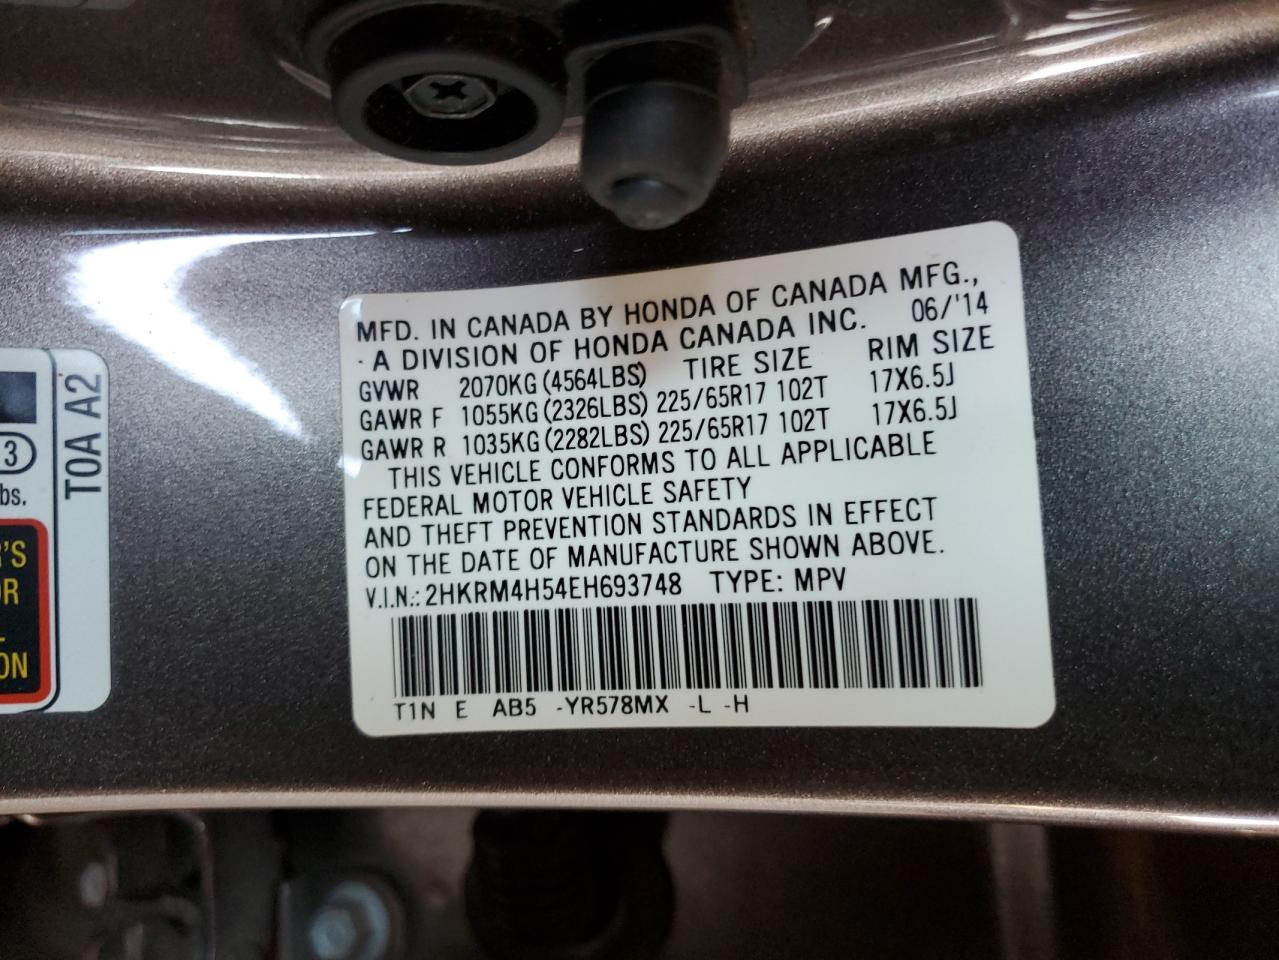 MFD. IN CANADA BY HONDA OF CANADA MFG.,
A DIVISION OF HONDA CANADA INC. 06/'14
GVWR 2070KG (4564LBS) TIRE SIZE RIM SIZE
GAWR F 1055KG (2326LBS) 225/65R17 102T 17X6.5J
GAWR R 1035KG (2282LBS) 225/65R17 102T 17X6.5J
THIS VEHICLE CONFORMS TO ALL APPLICABLE
FEDERAL MOTOR VEHICLE SAFETY
AND THEFT PREVENTION STANDARDS IN EFFECT
ON THE DATE OF MANUFACTURE SHOWN ABOVE.
V.I.N.: 2HKRM4H54EH693748 TYPE: MPV
T1N E AB5 -YR578MX -L -H
T0A A2
3
bs.
'S
R
ON